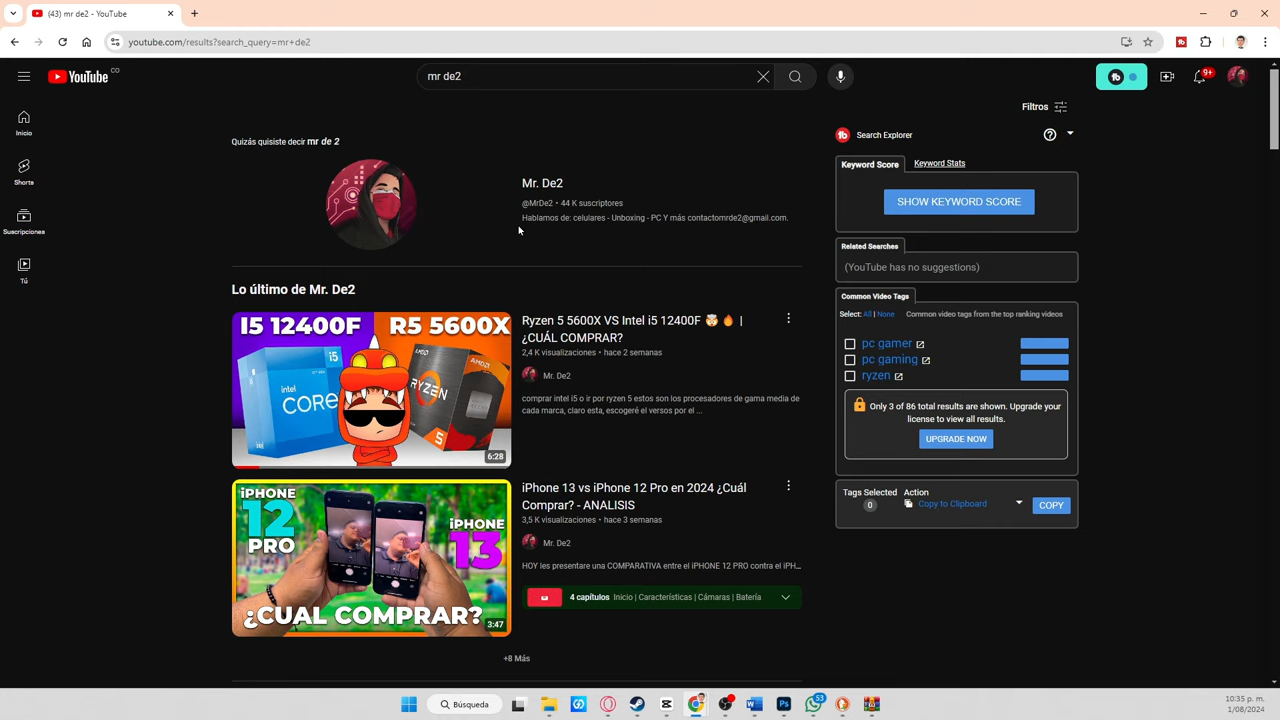 (43) mr de2 - YouTube
youtube.com/results?search_query=mr+de2
YouTube CO
mr de2
9+
Inicio
Shorts
Suscripciones
Tú
Filtros
Quizás quisiste decir mr de 2
Mr. De2
@MrDe2 • 44 K suscriptores
Hablamos de: celulares - Unboxing - PC Y más contactomrde2@gmail.com.
Lo último de Mr. De2
I5 12400F
R5 5600X
intel
CORE
i5
AMD
RYZEN
5
6:28
Ryzen 5 5600X VS Intel i5 12400F 🤯 🔥 |
¿CUÁL COMPRAR?
2,4 K visualizaciones • hace 2 semanas
Mr. De2
comprar intel i5 o ir por ryzen 5 estos son los procesadores de gama media de
cada marca, claro esta, escogeré el versos por el ...
iPHONE
12
PRO
iPHONE
13
¿CUAL COMPRAR?
3:47
iPhone 13 vs iPhone 12 Pro en 2024 ¿Cuál
Comprar? - ANALISIS
3,5 K visualizaciones • hace 3 semanas
Mr. De2
HOY les presentare una COMPARATIVA entre el iPHONE 12 PRO contra el iPH...
4 capítulos Inicio | Características | Cámaras | Batería
+8 Más
Search Explorer
Keyword Score
Keyword Stats
SHOW KEYWORD SCORE
Related Searches
(YouTube has no suggestions)
Common Video Tags
Select: All | None Common video tags from the top ranking videos
pc gamer
pc gaming
ryzen
Only 3 of 86 total results are shown. Upgrade your
license to view all results.
UPGRADE NOW
Tags Selected
0
Action
Copy to Clipboard
COPY
Búsqueda
53
10:35 p. m.
1/08/2024